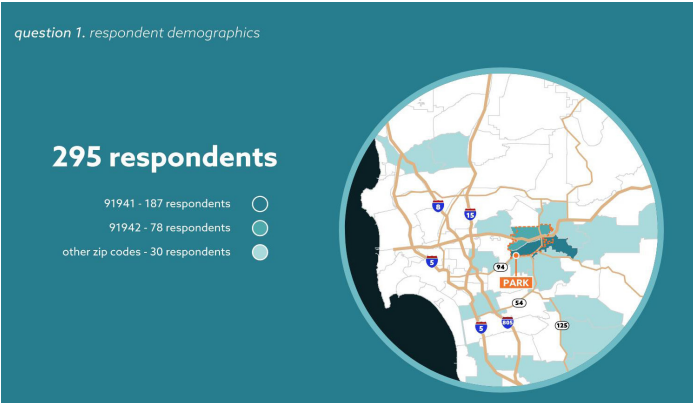 question 1. respondent demographics
295 respondents
91941 - 187 respondents
91942 - 78 respondents
other zip codes - 30 respondents
8
15
5
94
PARK
54
5
805
125